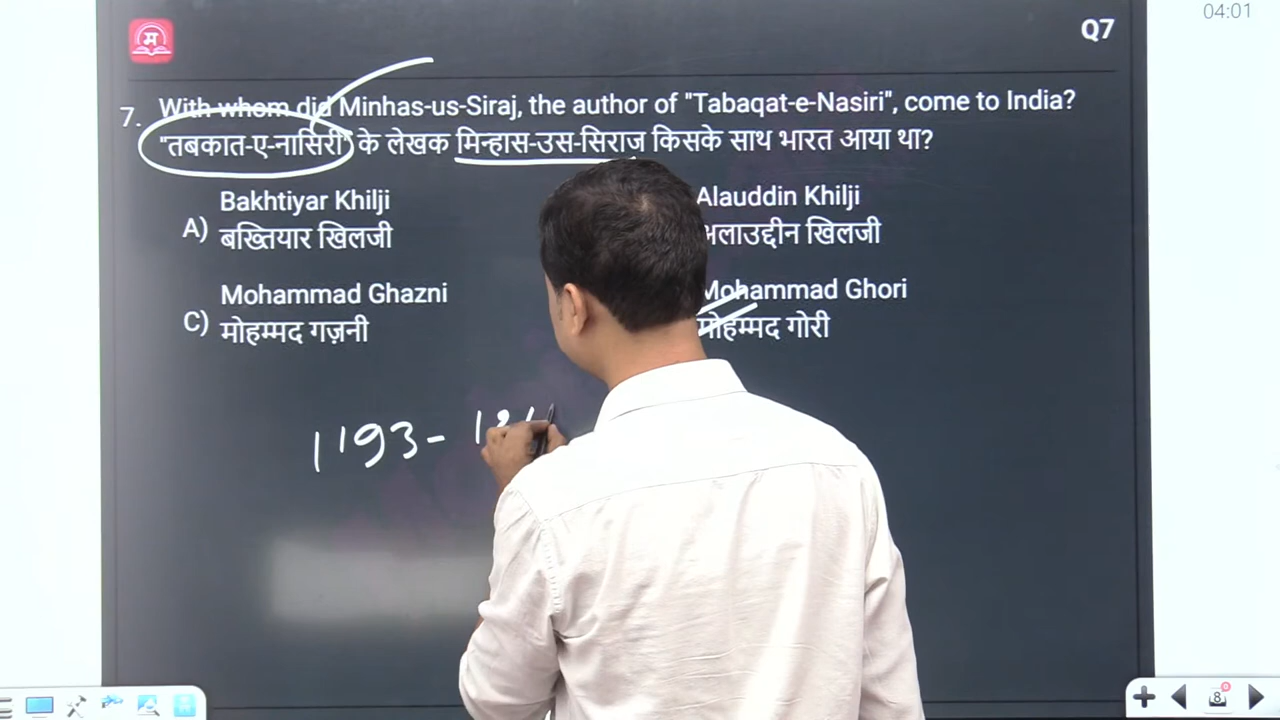 04:01
म
Q7
7. With whom did Minhas-us-Siraj, the author of "Tabaqat-e-Nasiri", come to India?
"तबकात-ए-नासिरी" के लेखक मिन्हास-उस-सिराज किसके साथ भारत आया था?
Bakhtiyar Khilji
A) बख्तियार खिलजी
Alauddin Khilji
अलाउद्दीन खिलजी
Mohammad Ghazni
C) मोहम्मद गज़नी
Mohammad Ghori
मोहम्मद गोरी
1193-
8